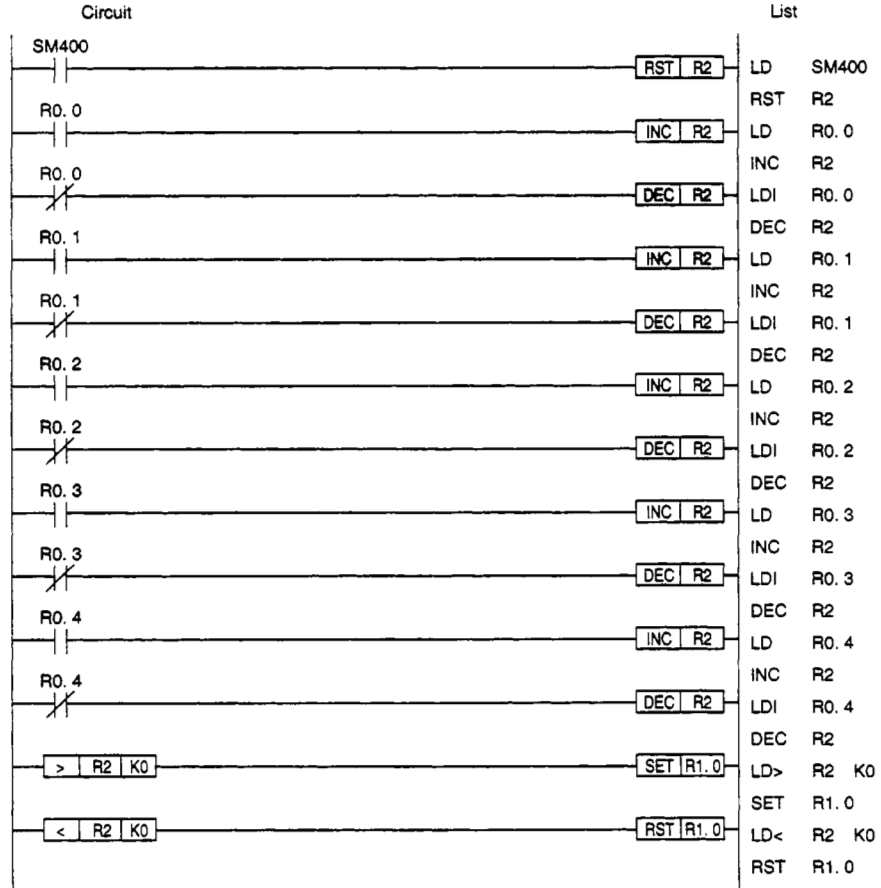 Circuit List
SM400
RST R2 LD SM400
RST R2
R0. 0
INC R2 LD R0. 0
INC R2
R0. 0
DEC R2 LDI R0. 0
DEC R2
R0. 1
INC R2 LD R0. 1
INC R2
R0. 1
DEC R2 LDI R0. 1
DEC R2
R0. 2
INC R2 LD R0. 2
INC R2
R0. 2
DEC R2 LDI R0. 2
DEC R2
R0. 3
INC R2 LD R0. 3
INC R2
R0. 3
DEC R2 LDI R0. 3
DEC R2
R0. 4
INC R2 LD R0. 4
INC R2
R0. 4
DEC R2 LDI R0. 4
DEC R2
> R2 K0 SET R1. 0 LD> R2 K0
SET R1. 0
< R2 K0 RST R1. 0 LD< R2 K0
RST R1. 0